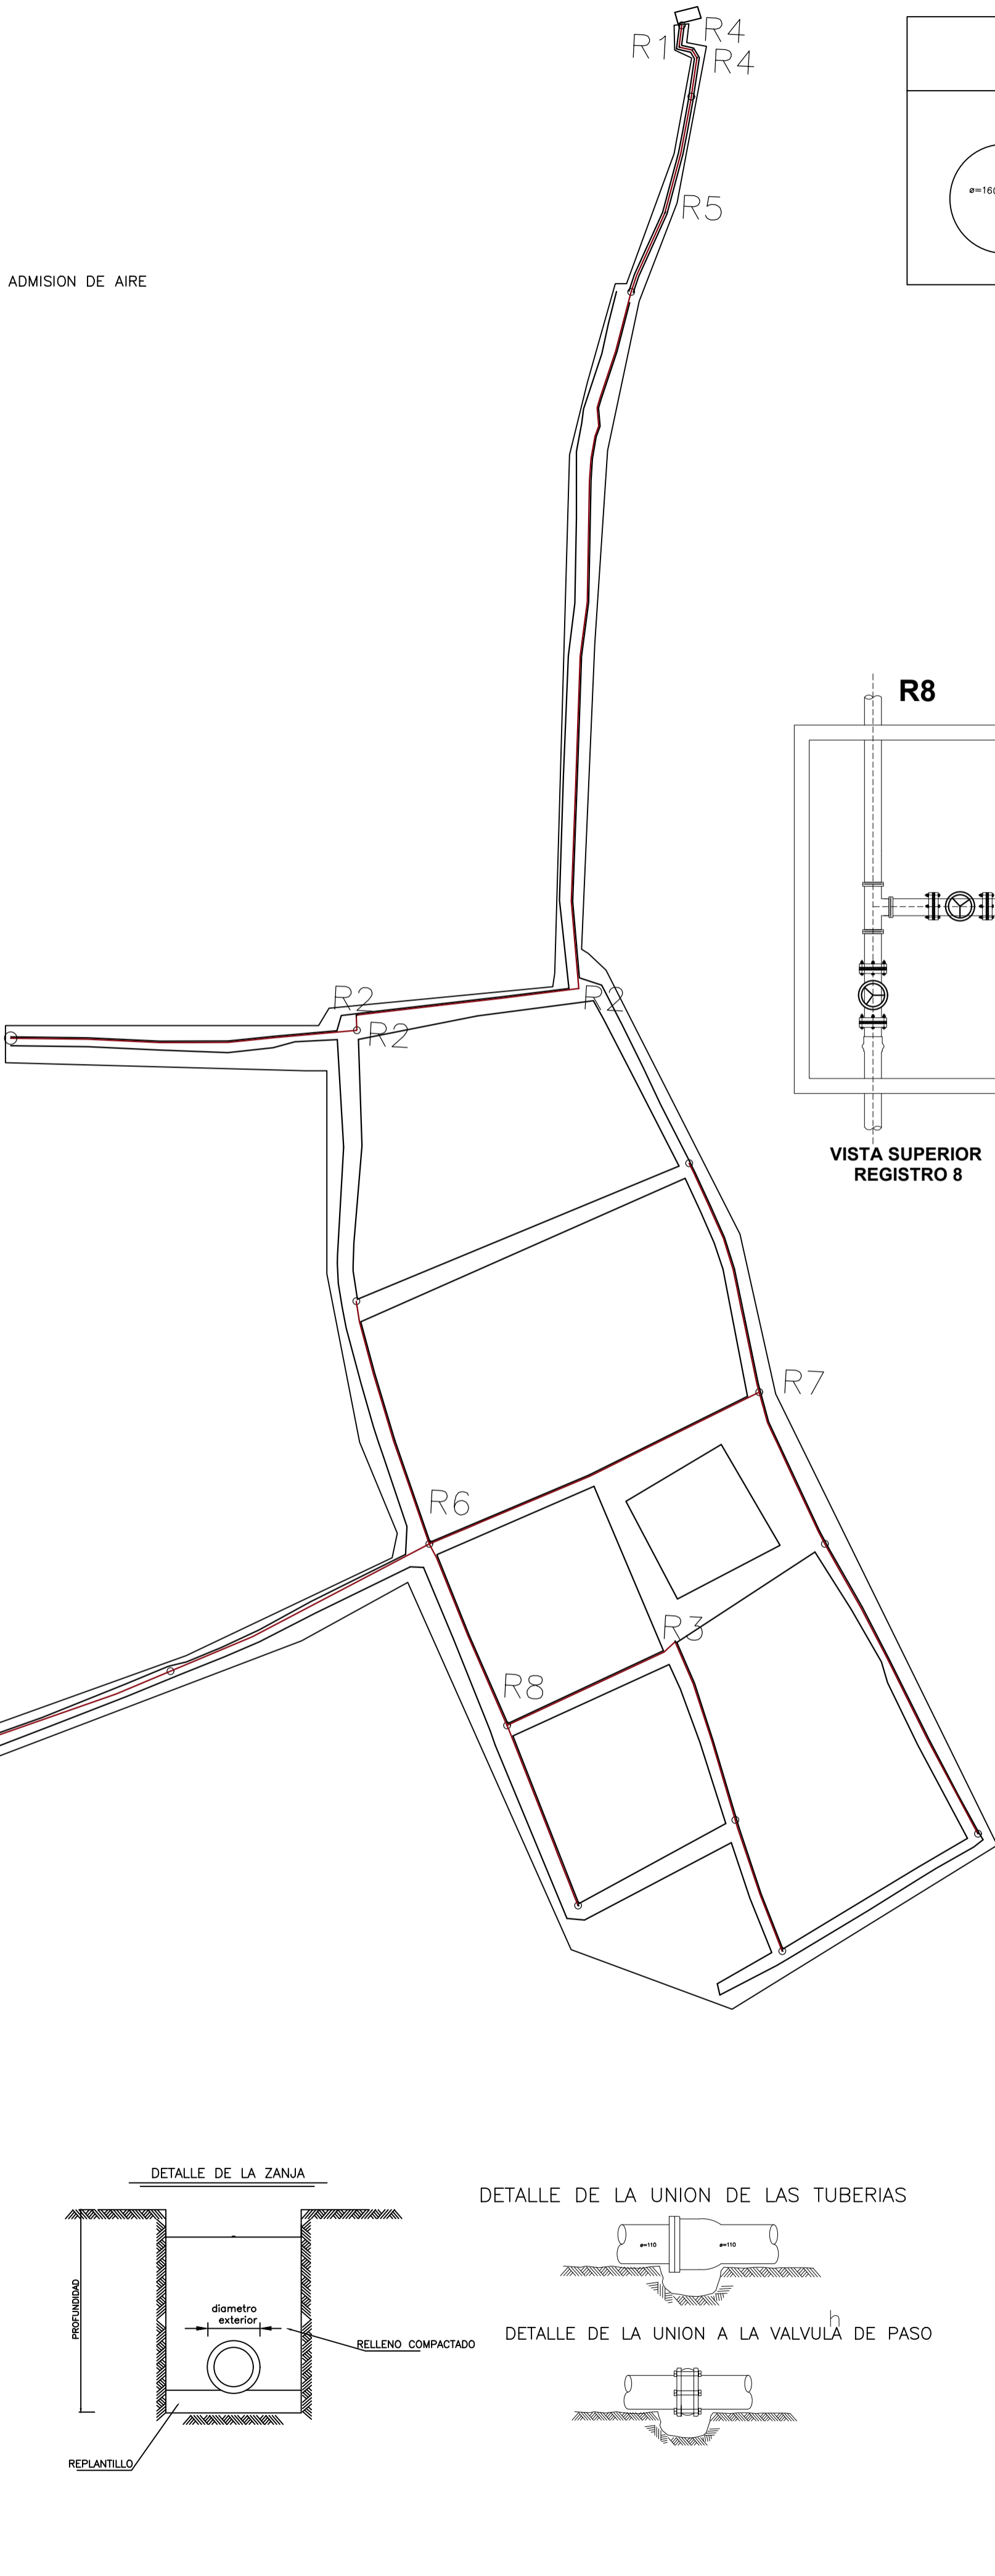 R4
R1
R4
ø=16
R5
ADMISION DE AIRE
R8
R2
R2
R2
VISTA SUPERIOR
REGISTRO 8
R7
R6
R3
R8
DETALLE DE LA ZANJA
DETALLE DE LA UNION DE LAS TUBERIAS
ø=110
ø=110
PROFUNDIDAD
diametro
exterior
h
DETALLE DE LA UNION A LA VALVULA DE PASO
RELLENO COMPACTADO
REPLANTILLO